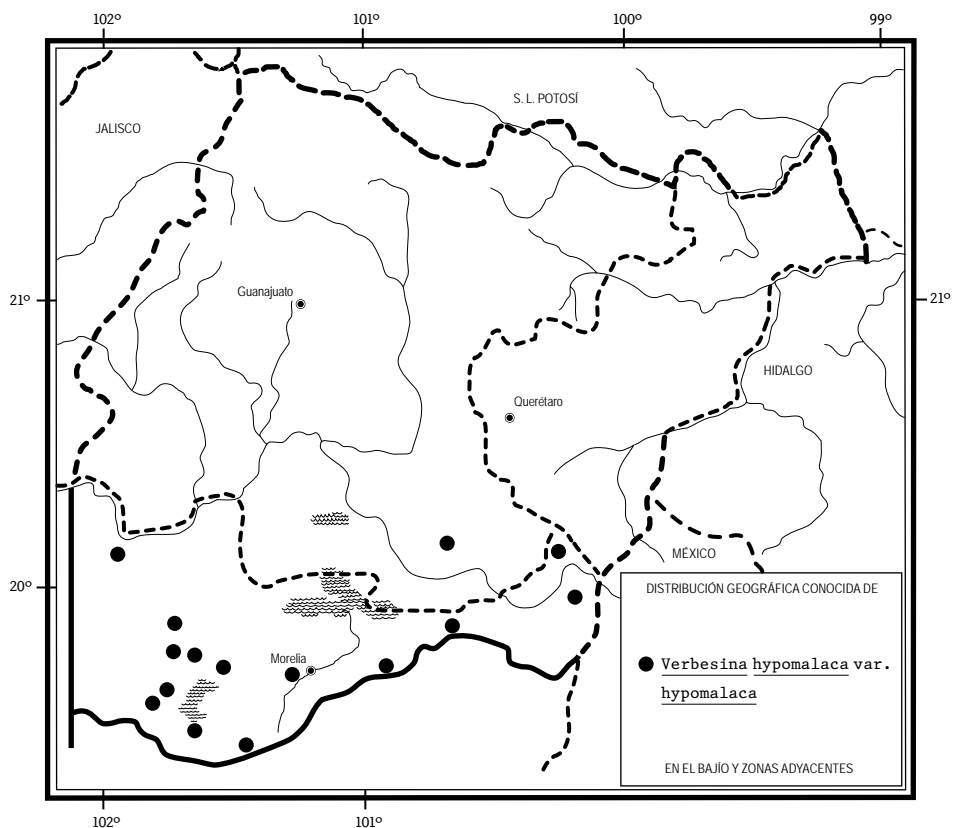 102º 101º 100º 99º
S. L. POTOSÍ
JALISCO
Guanajuato
21º 21º
HIDALGO
Querétaro
MÉXICO
20º
DISTRIBUCIÓN GEOGRÁFICA CONOCIDA DE
Morelia
Verbesina hypomalaca var.
hypomalaca
EN EL BAJÍO Y ZONAS ADYACENTES
102º 101º